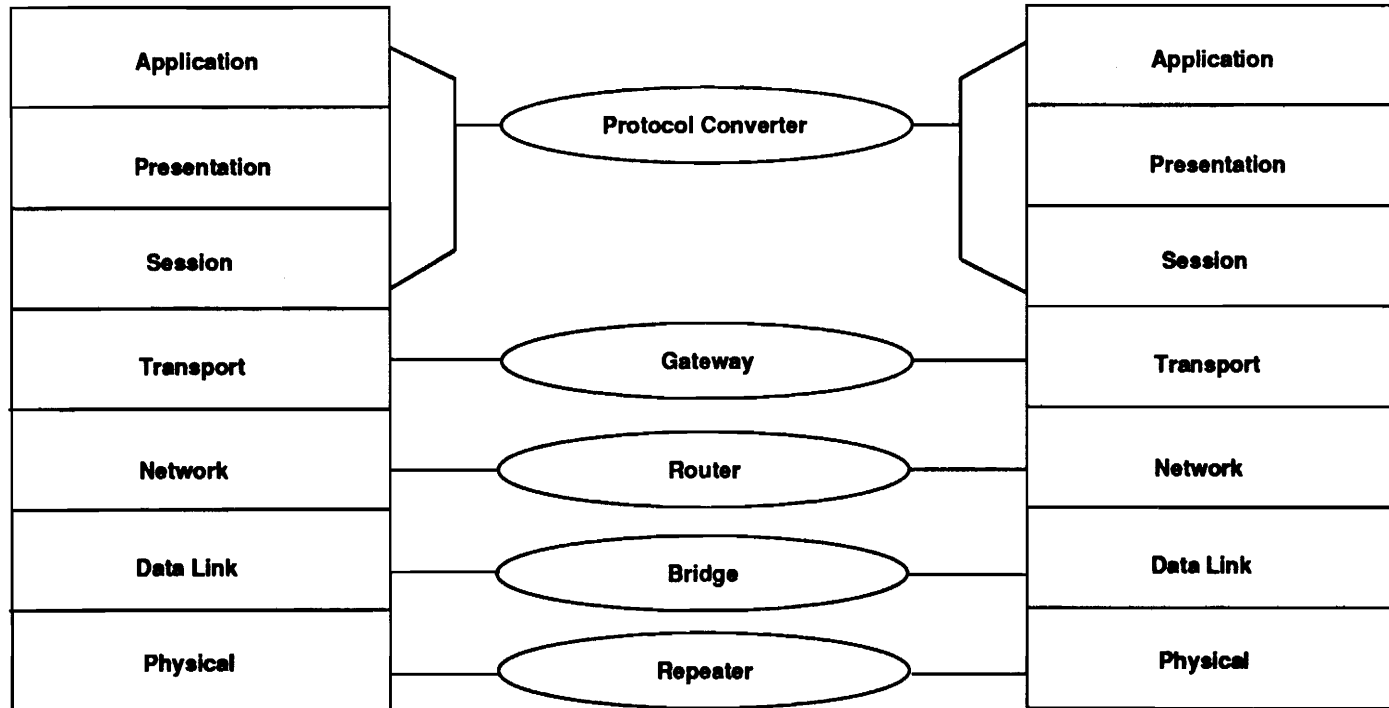 Application
Protocol Converter
Application
Presentation
Presentation
Session
Session
Transport
Gateway
Transport
Network
Router
Network
Data Link
Bridge
Data Link
Physical
Repeater
Physical